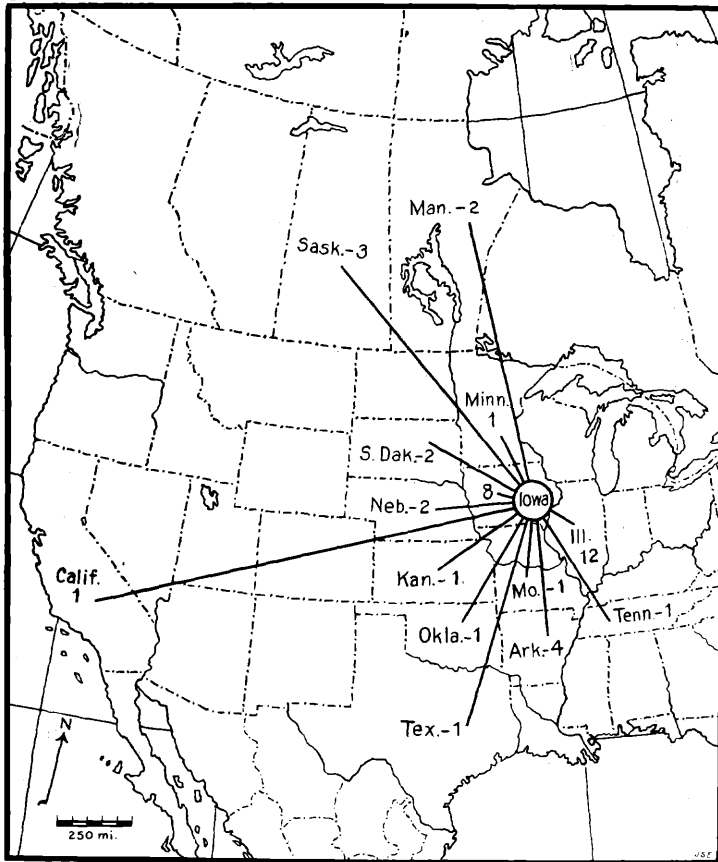 Man.-2
Sask.-3
Minn.
1
S. Dak.-2
8
Iowa
Neb.-2
Ill.
12
Calif.
1
Kan.-1.
Mo.-1
Tenn.-1
Okla.-1
Ark.-4
Tex.-1
N
250 mi.
J.S.E.